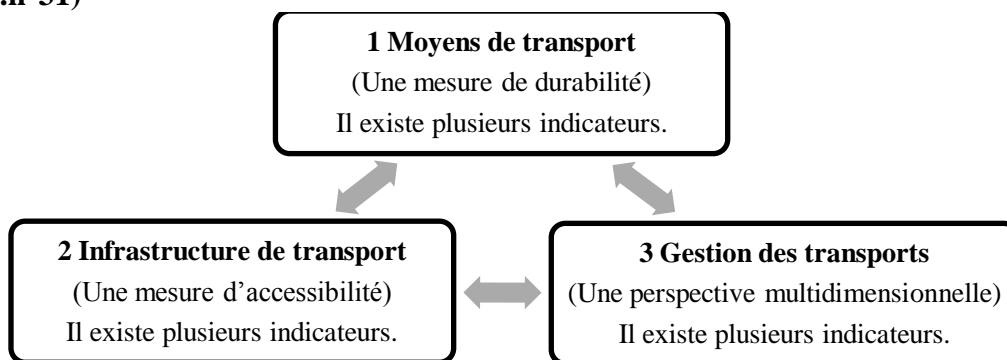 .n°31)
1 Moyens de transport
(Une mesure de durabilité)
Il existe plusieurs indicateurs.
2 Infrastructure de transport
(Une mesure d’accessibilité)
Il existe plusieurs indicateurs.
3 Gestion des transports
(Une perspective multidimensionnelle)
Il existe plusieurs indicateurs.